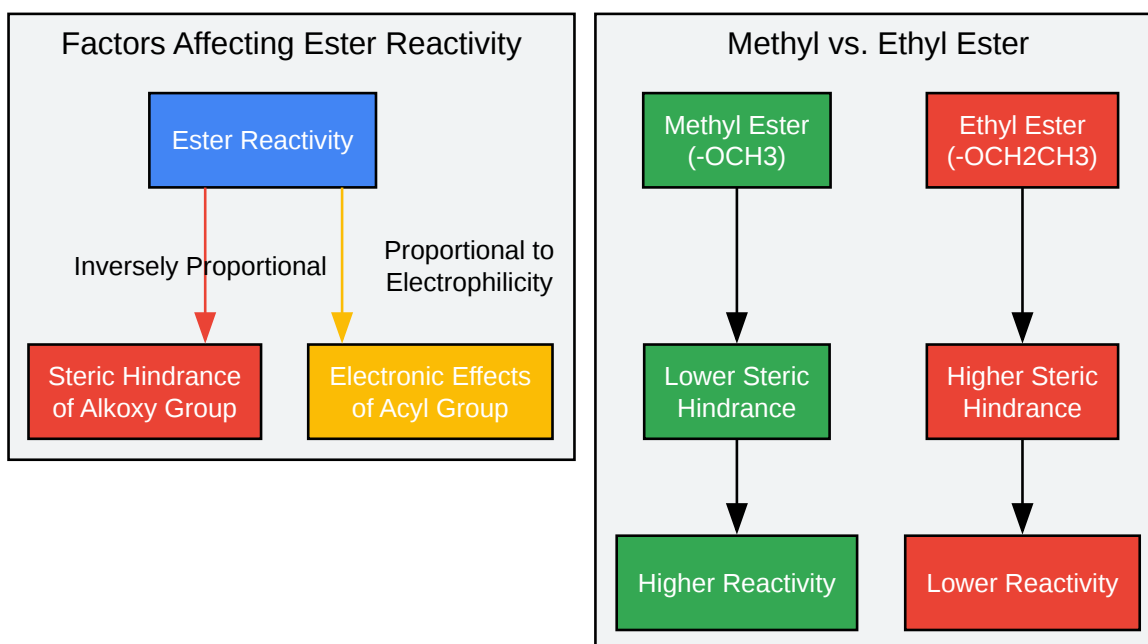 Factors Affecting Ester Reactivity
Ester Reactivity
Inversely Proportional
Proportional to
Electrophilicity
Steric Hindrance
of Alkoxy Group
Electronic Effects
of Acyl Group
Methyl vs. Ethyl Ester
Methyl Ester
(-OCH3)
Ethyl Ester
(-OCH2CH3)
Lower Steric
Hindrance
Higher Steric
Hindrance
Higher Reactivity
Lower Reactivity